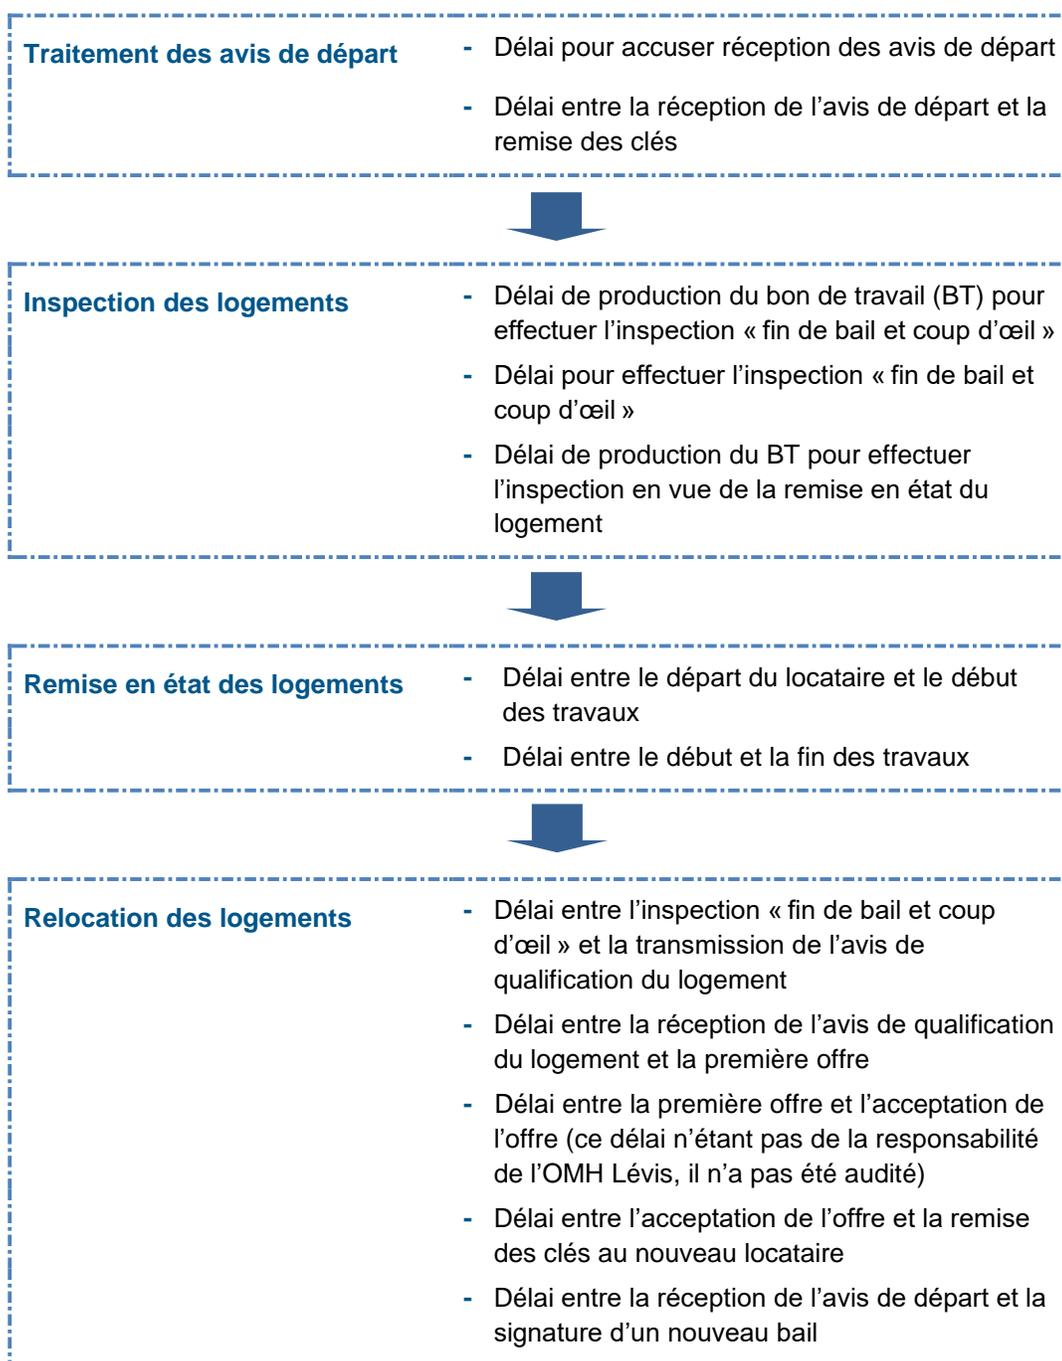 Traitement des avis de départ
- Délai pour accuser réception des avis de départ
- Délai entre la réception de l’avis de départ et la
remise des clés
Inspection des logements
- Délai de production du bon de travail (BT) pour
effectuer l’inspection « fin de bail et coup d’œil »
- Délai pour effectuer l’inspection « fin de bail et
coup d’œil »
- Délai de production du BT pour effectuer
l’inspection en vue de la remise en état du
logement
Remise en état des logements
- Délai entre le départ du locataire et le début
des travaux
- Délai entre le début et la fin des travaux
Relocation des logements
- Délai entre l’inspection « fin de bail et coup
d’œil » et la transmission de l’avis de
qualification du logement
- Délai entre la réception de l’avis de qualification
du logement et la première offre
- Délai entre la première offre et l’acceptation de
l’offre (ce délai n’étant pas de la responsabilité
de l’OMH Lévis, il n’a pas été audité)
- Délai entre l’acceptation de l’offre et la remise
des clés au nouveau locataire
- Délai entre la réception de l’avis de départ et la
signature d’un nouveau bail